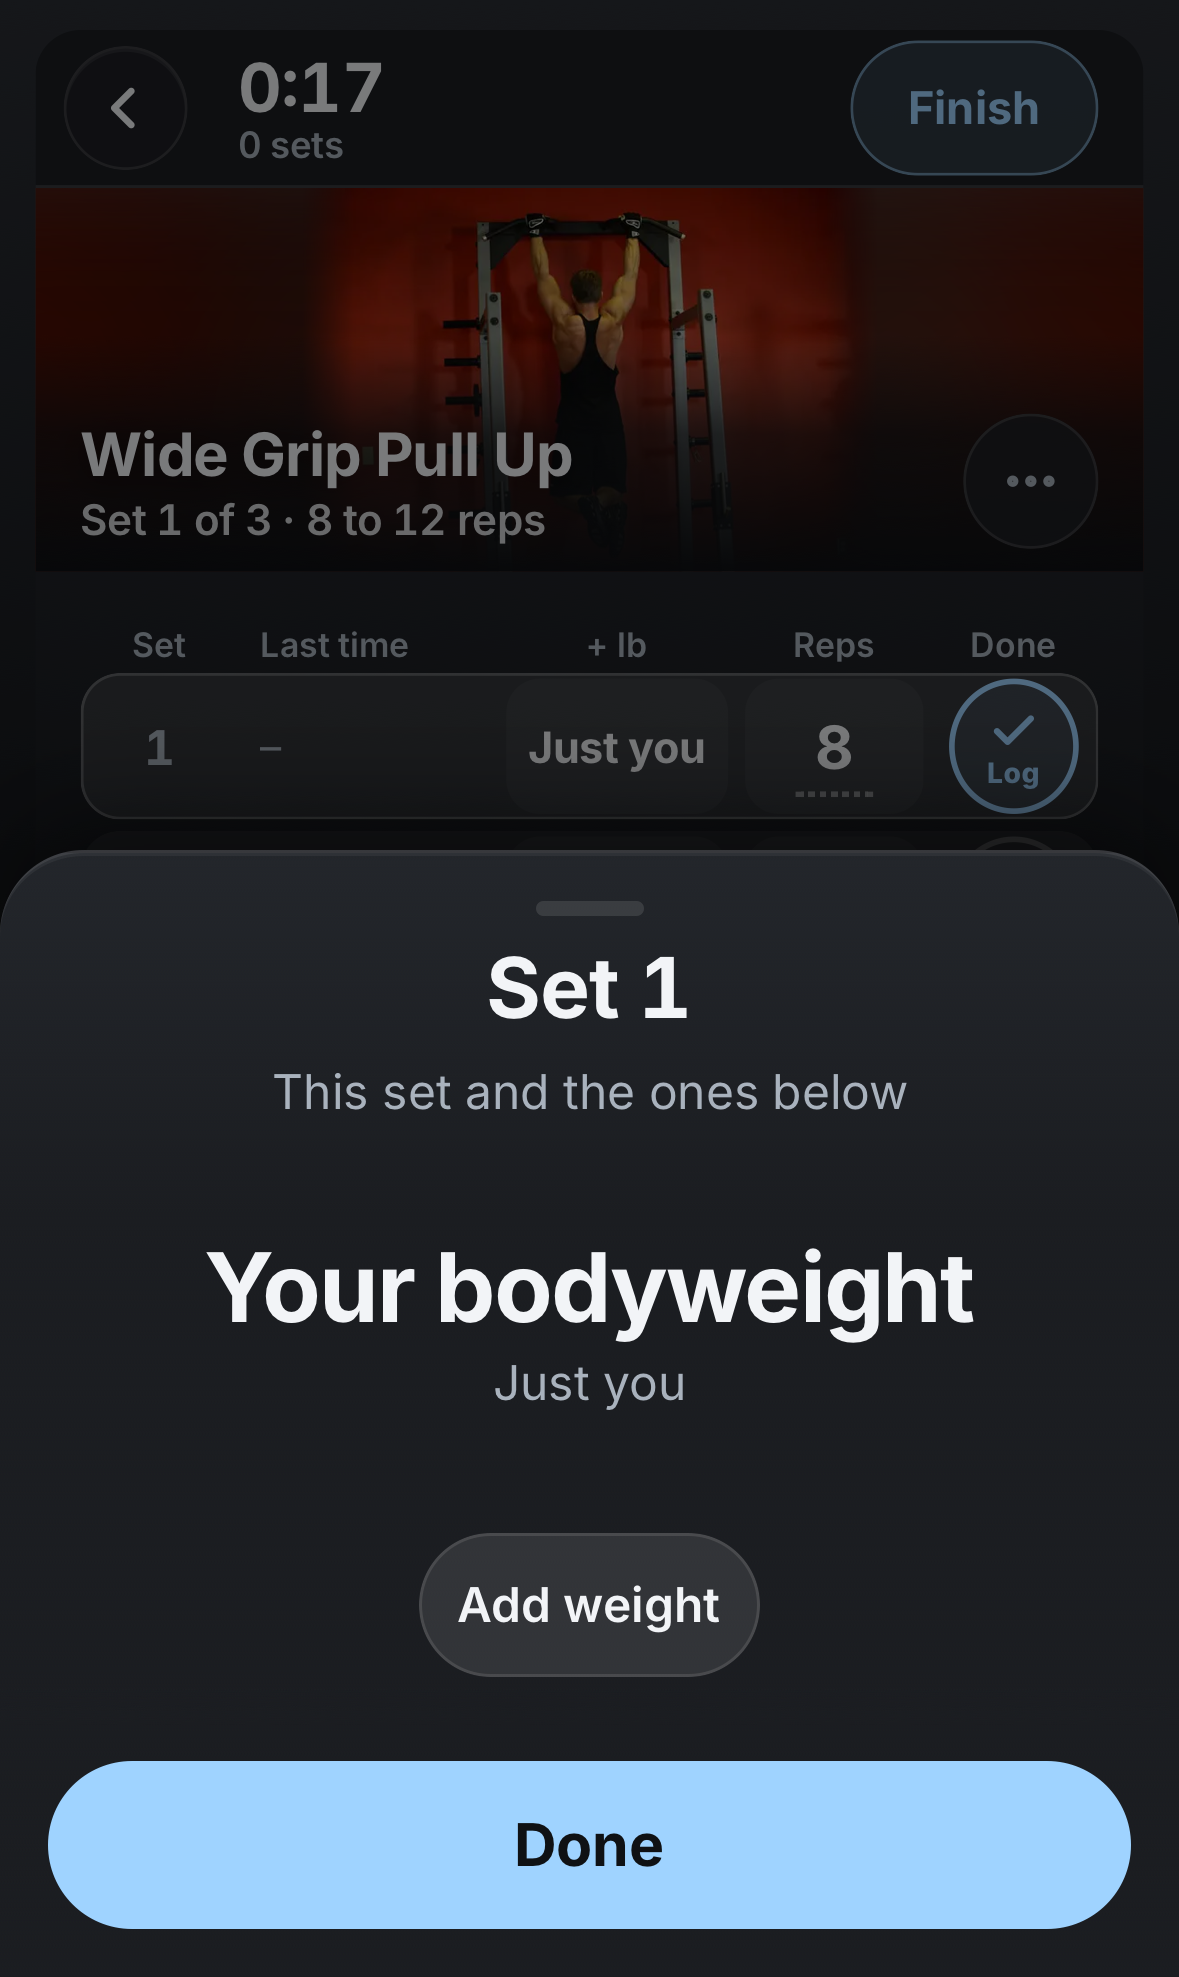 0:17
0 sets
Finish
Wide Grip Pull Up
Set 1 of 3 · 8 to 12 reps
Set Last time + lb Reps Done
1 – Just you 8 Log
Set 1
This set and the ones below
Your bodyweight
Just you
Add weight
Done